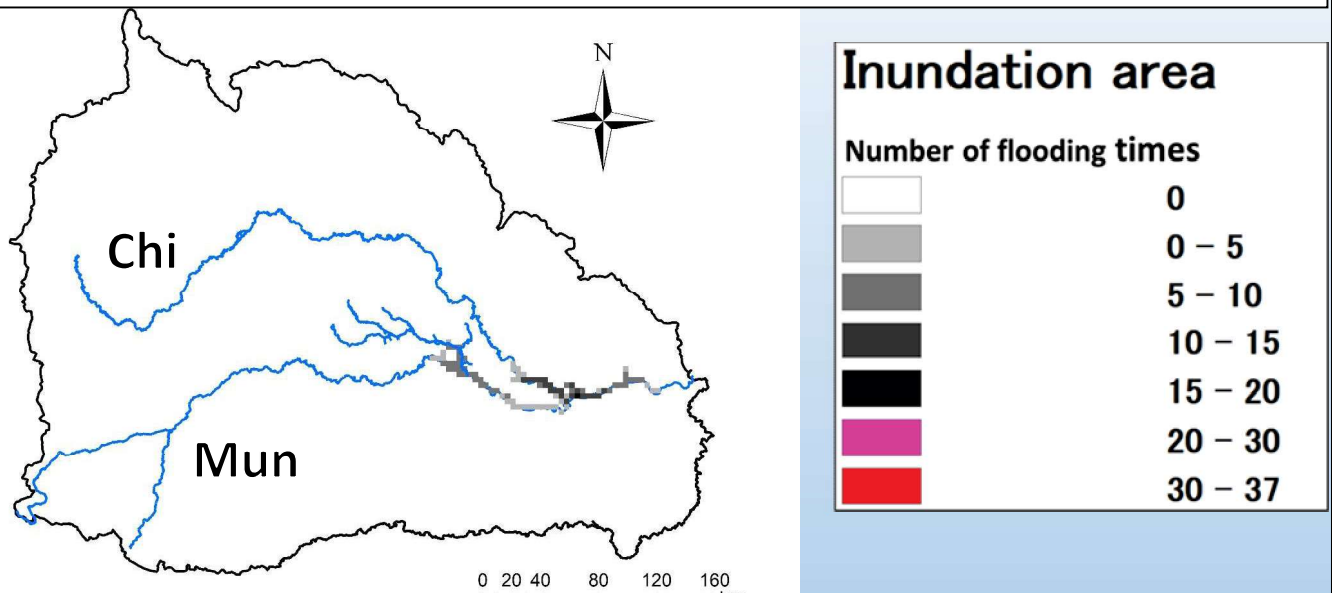 N
Chi
Mun
0 20 40 80 120 160
Inundation area
Number of flooding times
0
0 – 5
5 – 10
10 – 15
15 – 20
20 – 30
30 – 37